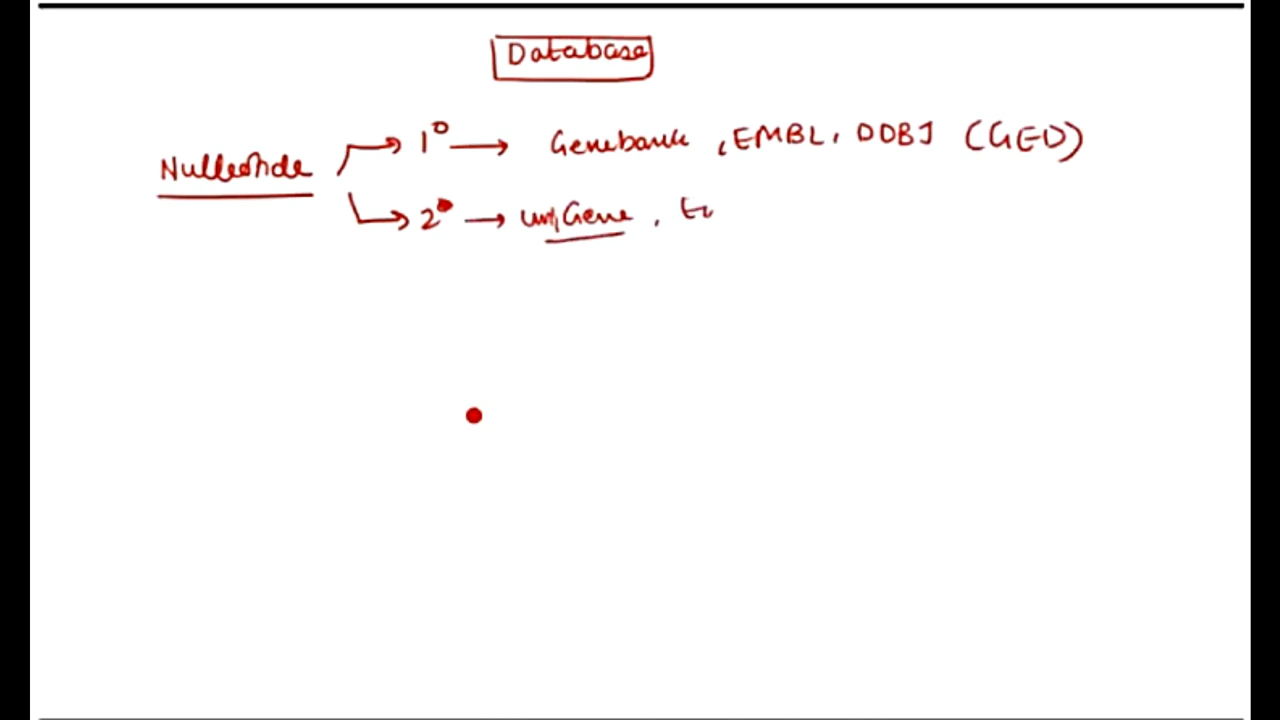 Database
Nucleotide → 1° → Genebank, EMBL, DDBJ (GED)
→ 2° → uniGene,